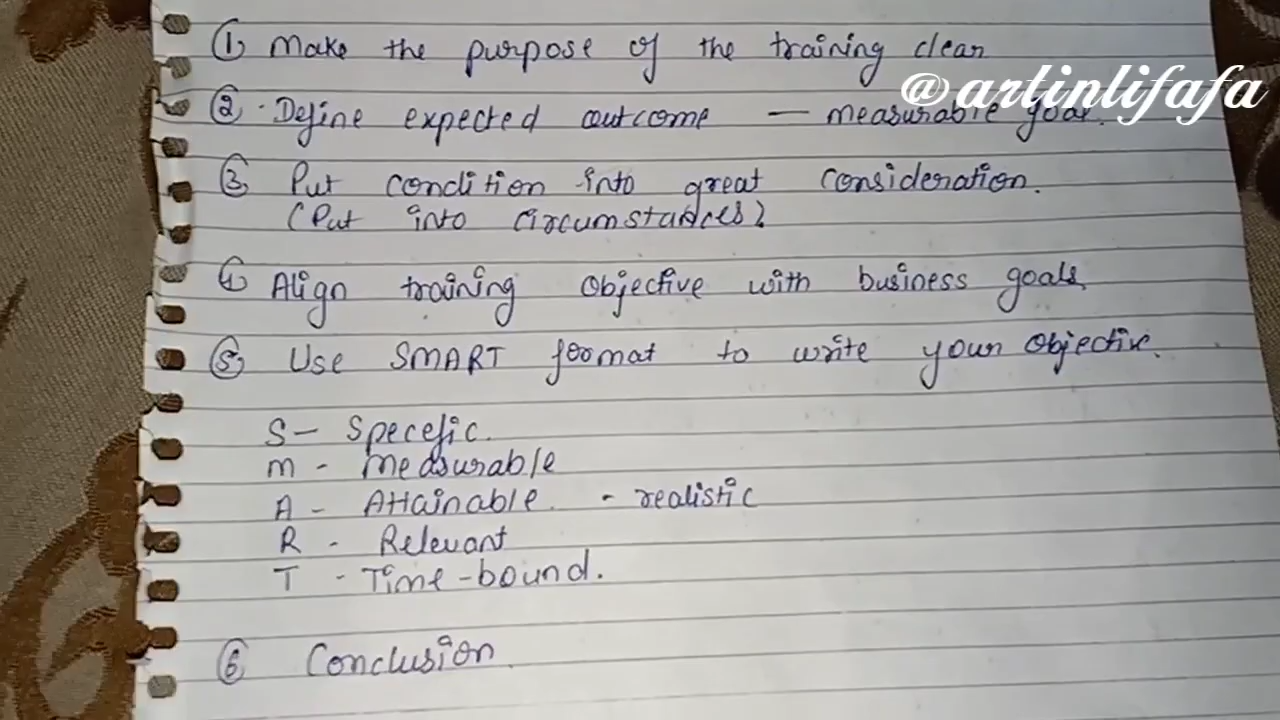 ① Make the purpose of the training clear
@artinlifafa
② Define expected outcome — measurable goal.
③ Put condition into great consideration.
(Put into circumstances)
④ Align training objective with business goals.
⑤ Use SMART format to write your objective.
S - Specefic.
M - Measurable
A - Attainable. - realistic
R - Relevant
T - Time-bound.
⑥ Conclusion